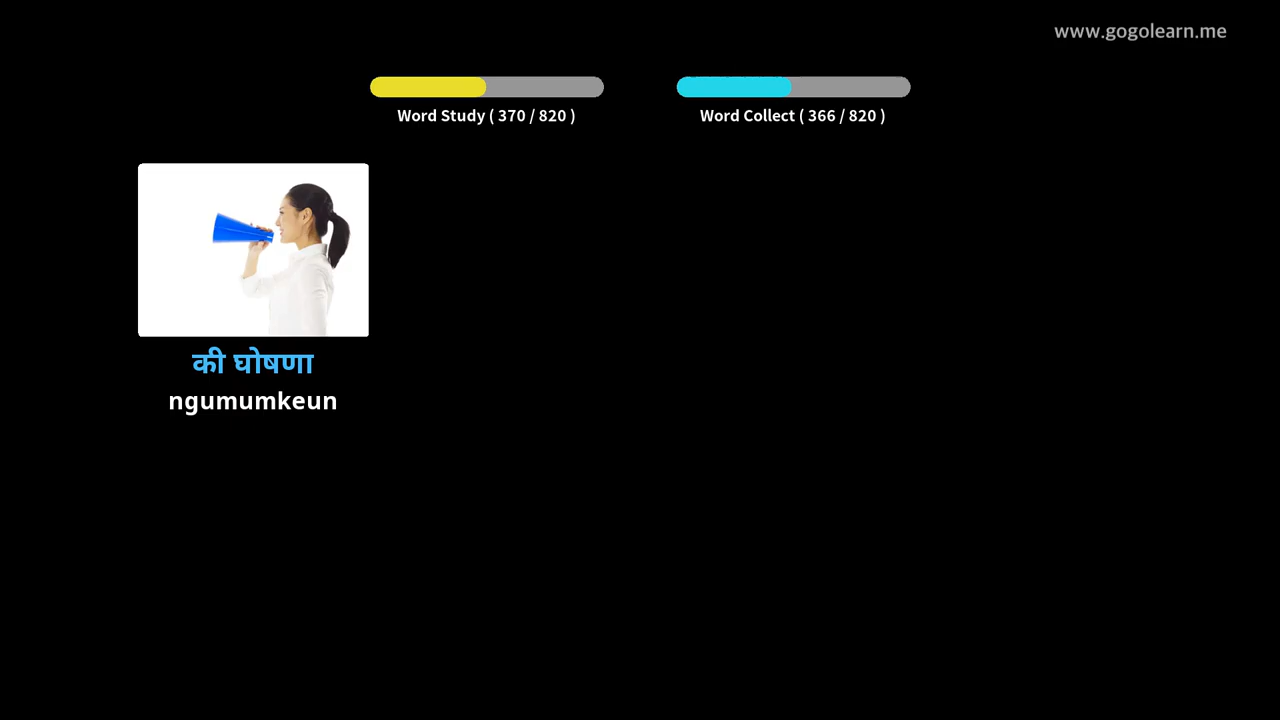 www.gogolearn.me
Word Study ( 370 / 820 )
Word Collect ( 366 / 820 )
की घोषणा
ngumumkeun